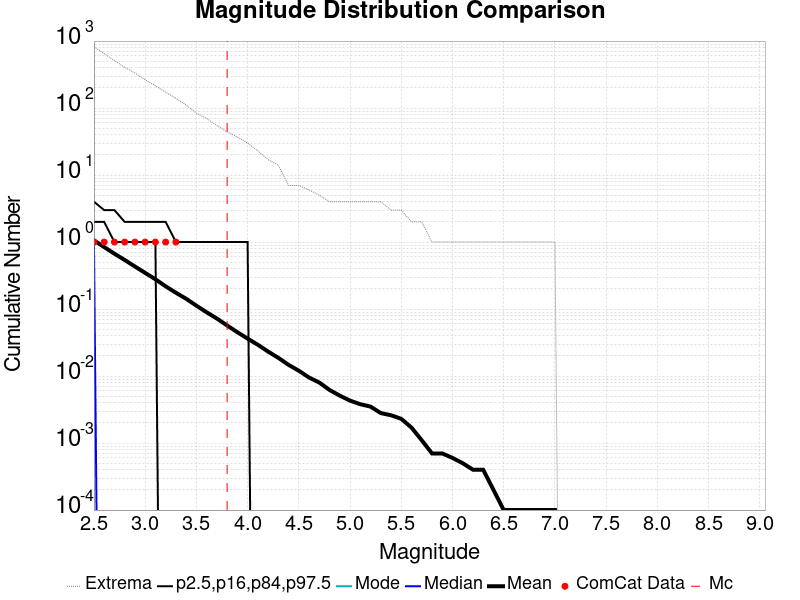 Magnitude Distribution Comparison
10 3
10 2
10 1
10 0
10 -1
10 -2
10 -3
10 -4
Cumulative Number
2.5 3.0 3.5 4.0 4.5 5.0 5.5 6.0 6.5 7.0 7.5 8.0 8.5 9.0
Magnitude
Extrema p2.5,p16,p84,p97.5 Mode Median Mean ComCat Data Mc